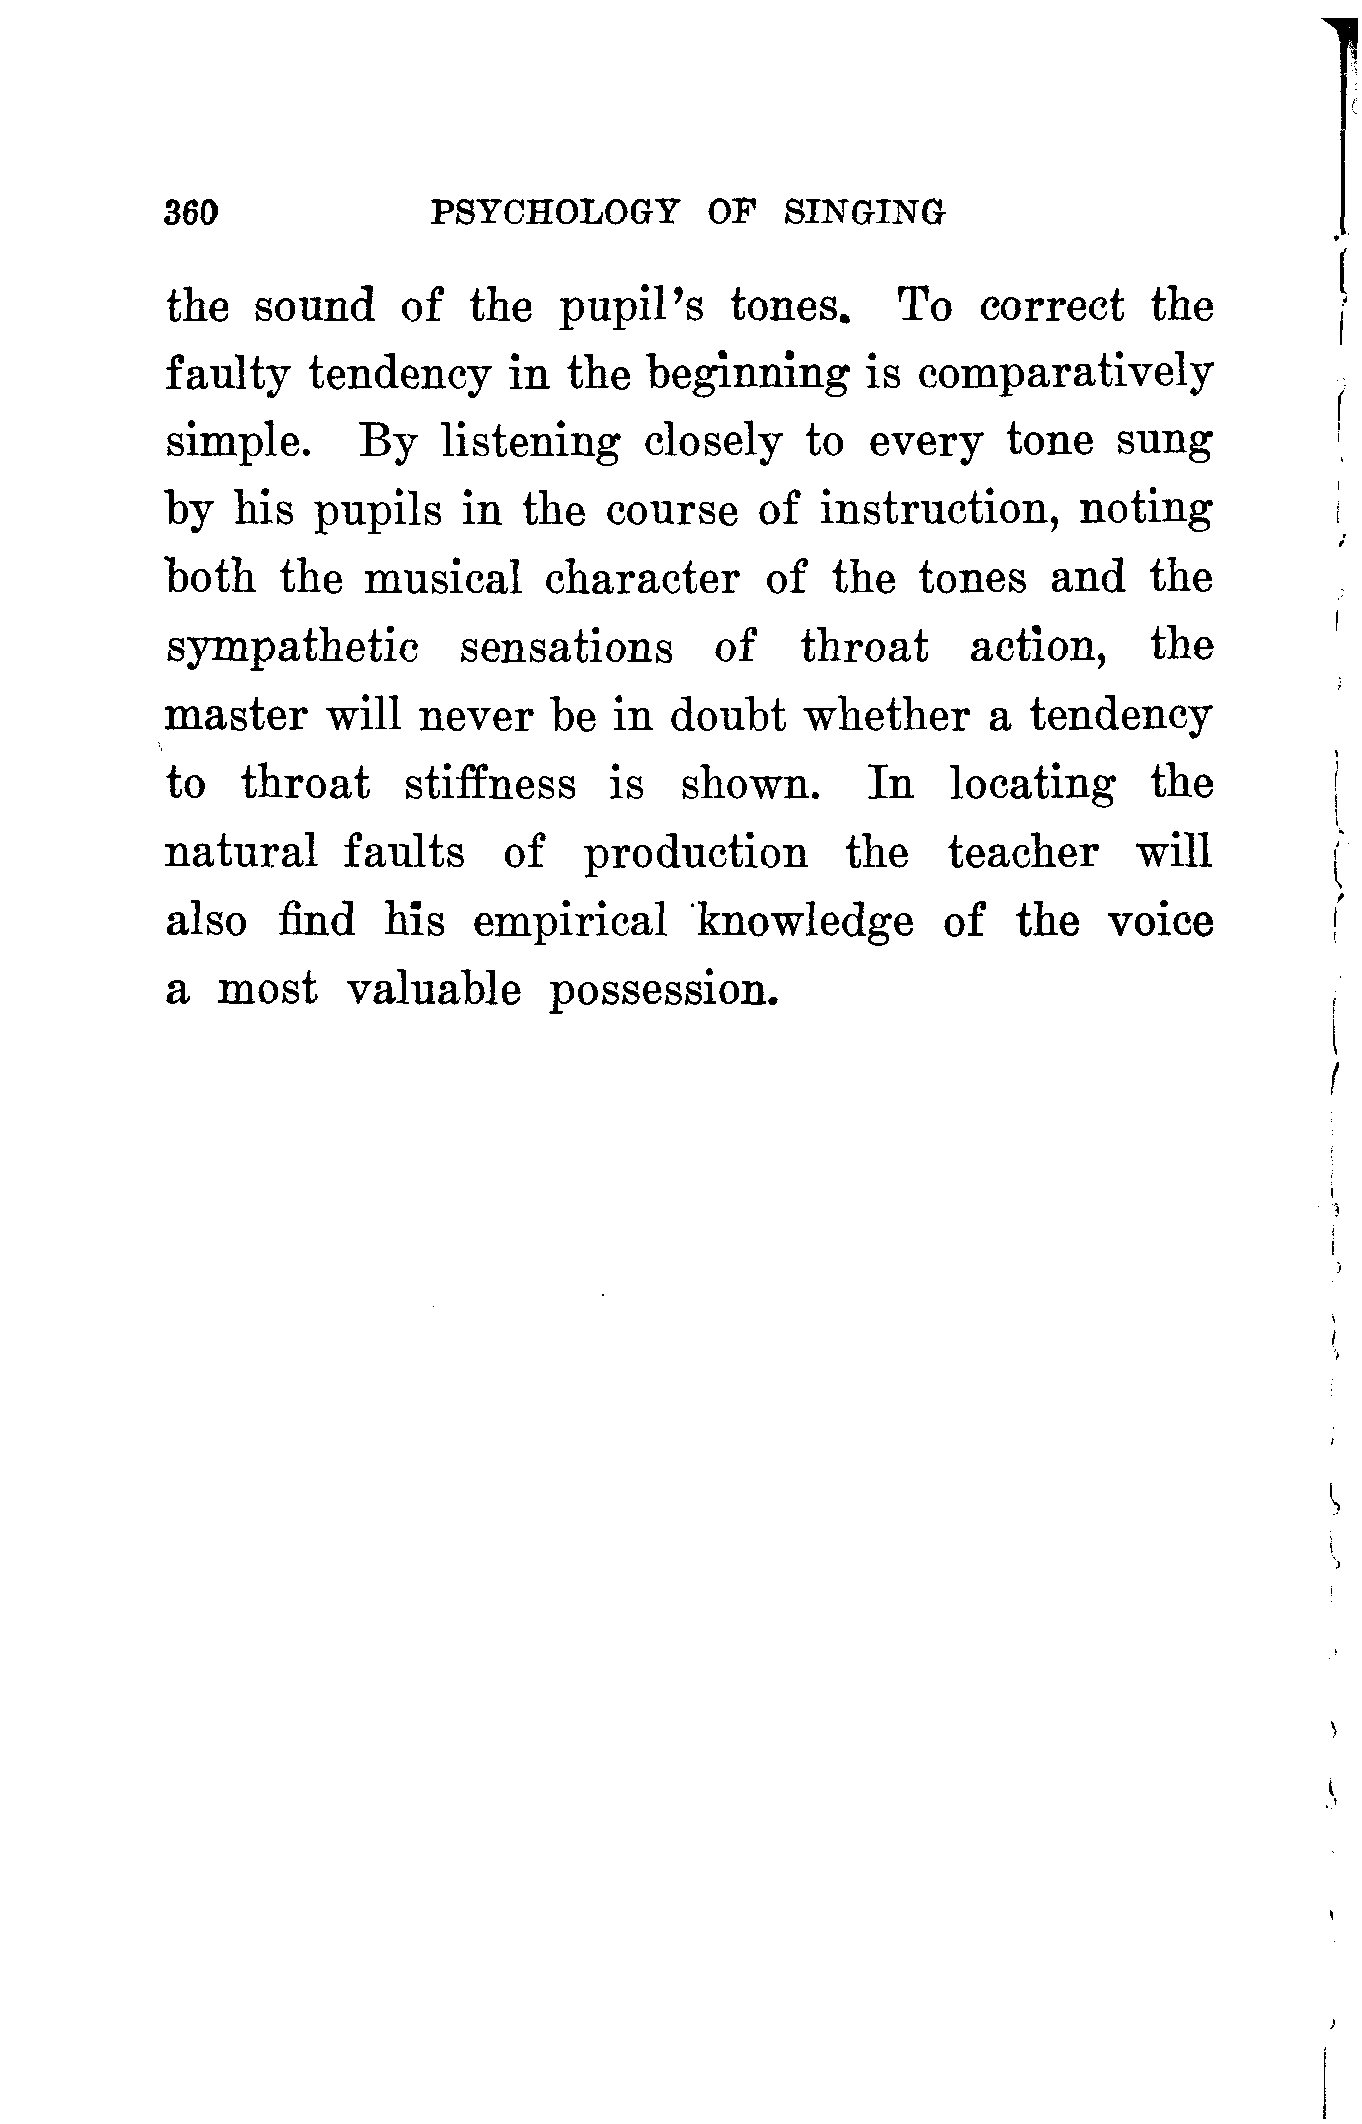 360 PSYCHOLOGY OF SINGING
the sound of the pupil's tones. To correct the
faulty tendency in the beginning is comparatively
simple. By listening closely to every tone sung
by his pupils in the course of instruction, noting
both the musical character of the tones and the
sympathetic sensations of throat action, the
master will never be in doubt whether a tendency
to throat stiffness is shown. In locating the
natural faults of production the teacher will
also find his empirical knowledge of the voice
a most valuable possession.